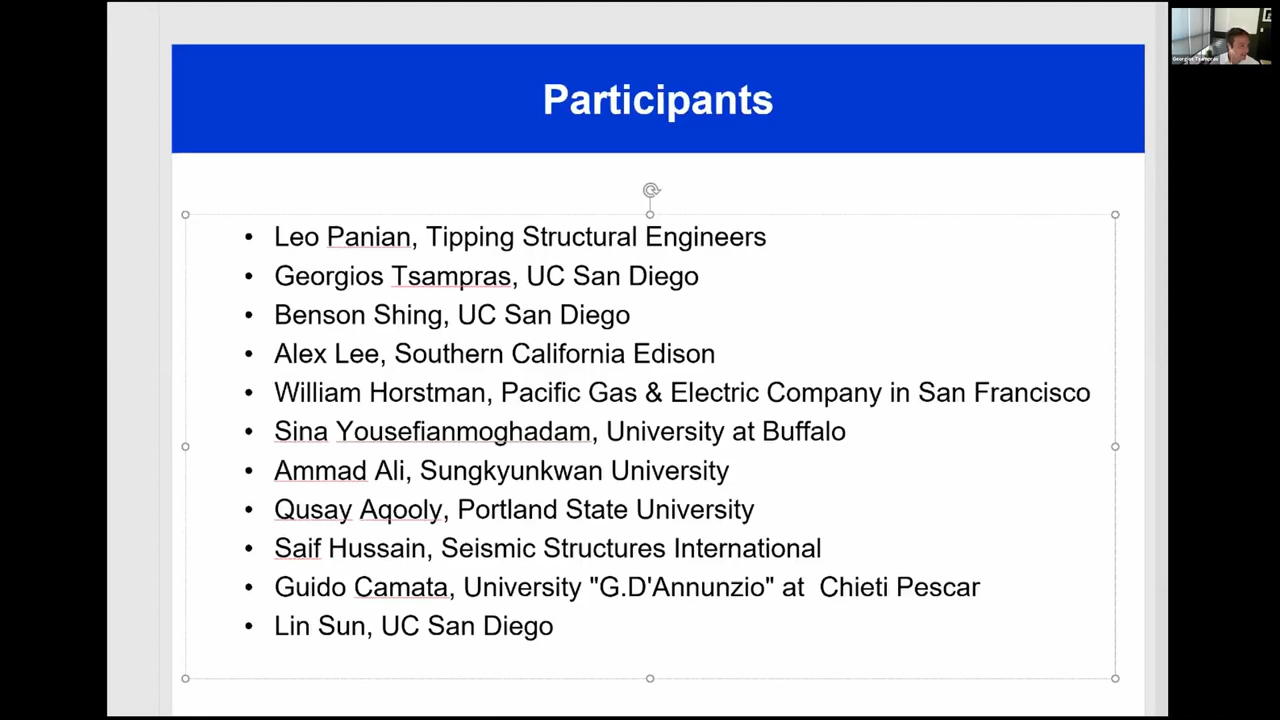 Participants
Georgios Tsampras
• Leo Panian, Tipping Structural Engineers
• Georgios Tsampras, UC San Diego
• Benson Shing, UC San Diego
• Alex Lee, Southern California Edison
• William Horstman, Pacific Gas & Electric Company in San Francisco
• Sina Yousefianmoghadam, University at Buffalo
• Ammad Ali, Sungkyunkwan University
• Qusay Aqooly, Portland State University
• Saif Hussain, Seismic Structures International
• Guido Camata, University "G.D'Annunzio" at  Chieti Pescar
• Lin Sun, UC San Diego